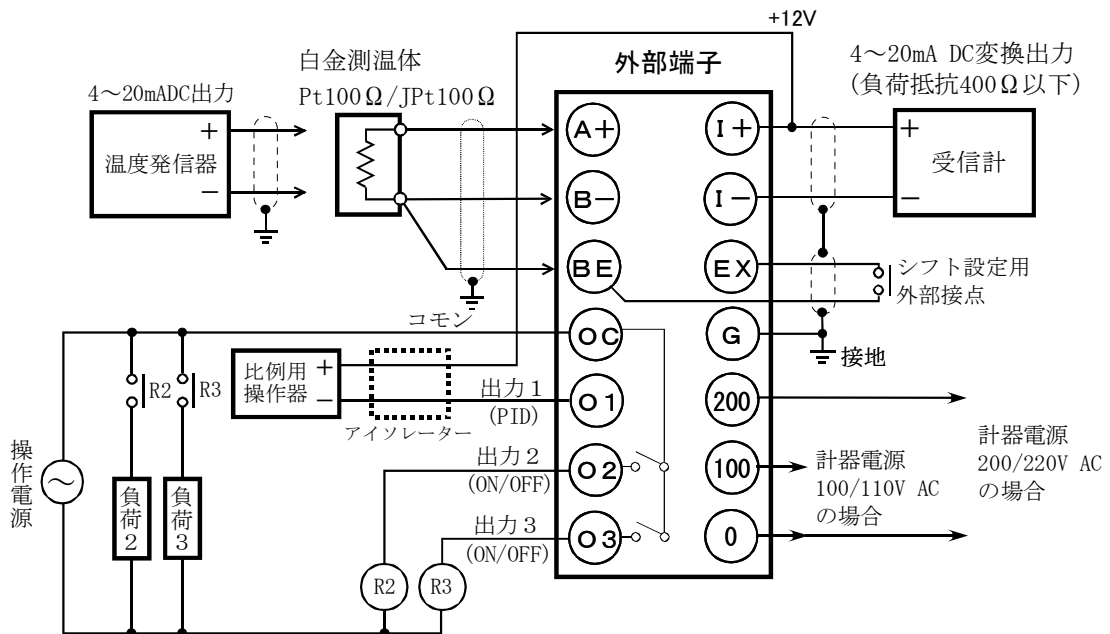 +12V
外部端子
4～20mA DC変換出力
(負荷抵抗400Ω以下)
白金測温体
Pt100Ω/JPt100Ω
4～20mADC出力
温度発信器
+
−
A+
B−
BE
OC
O1
O2
O3
I+
I−
EX
G
200
100
0
+
−
受信計
シフト設定用
外部接点
接地
コモン
比例用
操作器
+
−
アイソレーター
出力1
(PID)
出力2
(ON/OFF)
出力3
(ON/OFF)
R2
R3
操作電源
負荷2
負荷3
R2
R3
計器電源
100/110V AC
の場合
計器電源
200/220V AC
の場合